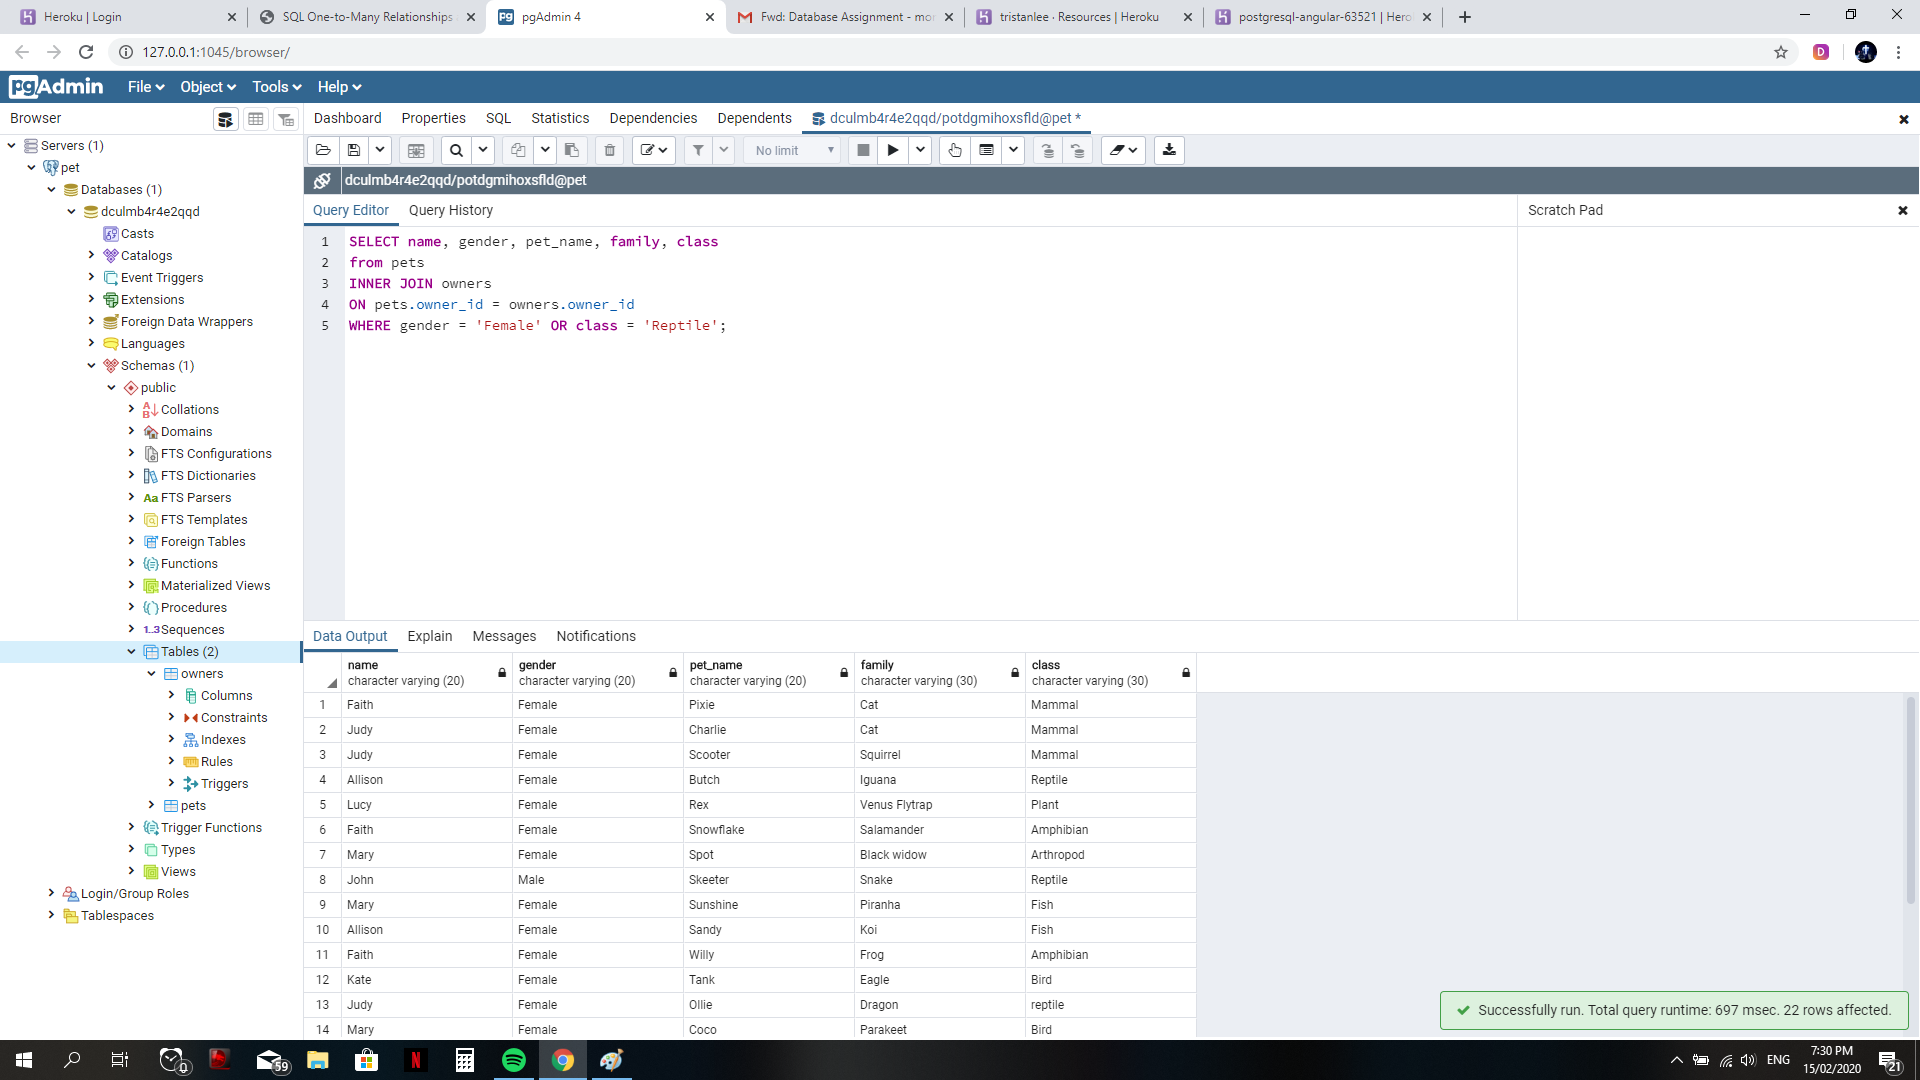 Heroku | Login
SQL One-to-Many Relationships
pgAdmin 4
Fwd: Database Assignment - mor
tristanlee · Resources | Heroku
postgresql-angular-63521 | Hero
127.0.0.1:1045/browser/
D
pgAdmin
File
Object
Tools
Help
Browser
Dashboard
Properties
SQL
Statistics
Dependencies
Dependents
dculmb4r4e2qqd/potdgmihoxsfld@pet *
No limit
dculmb4r4e2qqd/potdgmihoxsfld@pet
Servers (1)
pet
Databases (1)
dculmb4r4e2qqd
Casts
Catalogs
Event Triggers
Extensions
Foreign Data Wrappers
Languages
Schemas (1)
public
Collations
Domains
FTS Configurations
FTS Dictionaries
Aa FTS Parsers
FTS Templates
Foreign Tables
Functions
Materialized Views
Procedures
1..3 Sequences
Tables (2)
owners
Columns
Constraints
Indexes
Rules
Triggers
pets
Trigger Functions
Types
Views
Login/Group Roles
Tablespaces
Query Editor
Query History
Scratch Pad
1 SELECT name, gender, pet_name, family, class
2 from pets
3 INNER JOIN owners
4 ON pets.owner_id = owners.owner_id
5 WHERE gender = 'Female' OR class = 'Reptile';
Data Output
Explain
Messages
Notifications
name gender pet_name family class
character varying (20) character varying (20) character varying (20) character varying (30) character varying (30)
1 Faith Female Pixie Cat Mammal
2 Judy Female Charlie Cat Mammal
3 Judy Female Scooter Squirrel Mammal
4 Allison Female Butch Iguana Reptile
5 Lucy Female Rex Venus Flytrap Plant
6 Faith Female Snowflake Salamander Amphibian
7 Mary Female Spot Black widow Arthropod
8 John Male Skeeter Snake Reptile
9 Mary Female Sunshine Piranha Fish
10 Allison Female Sandy Koi Fish
11 Faith Female Willy Frog Amphibian
12 Kate Female Tank Eagle Bird
13 Judy Female Ollie Dragon reptile
14 Mary Female Coco Parakeet Bird
Successfully run. Total query runtime: 697 msec. 22 rows affected.
59
N
ENG
7:30 PM
15/02/2020
21